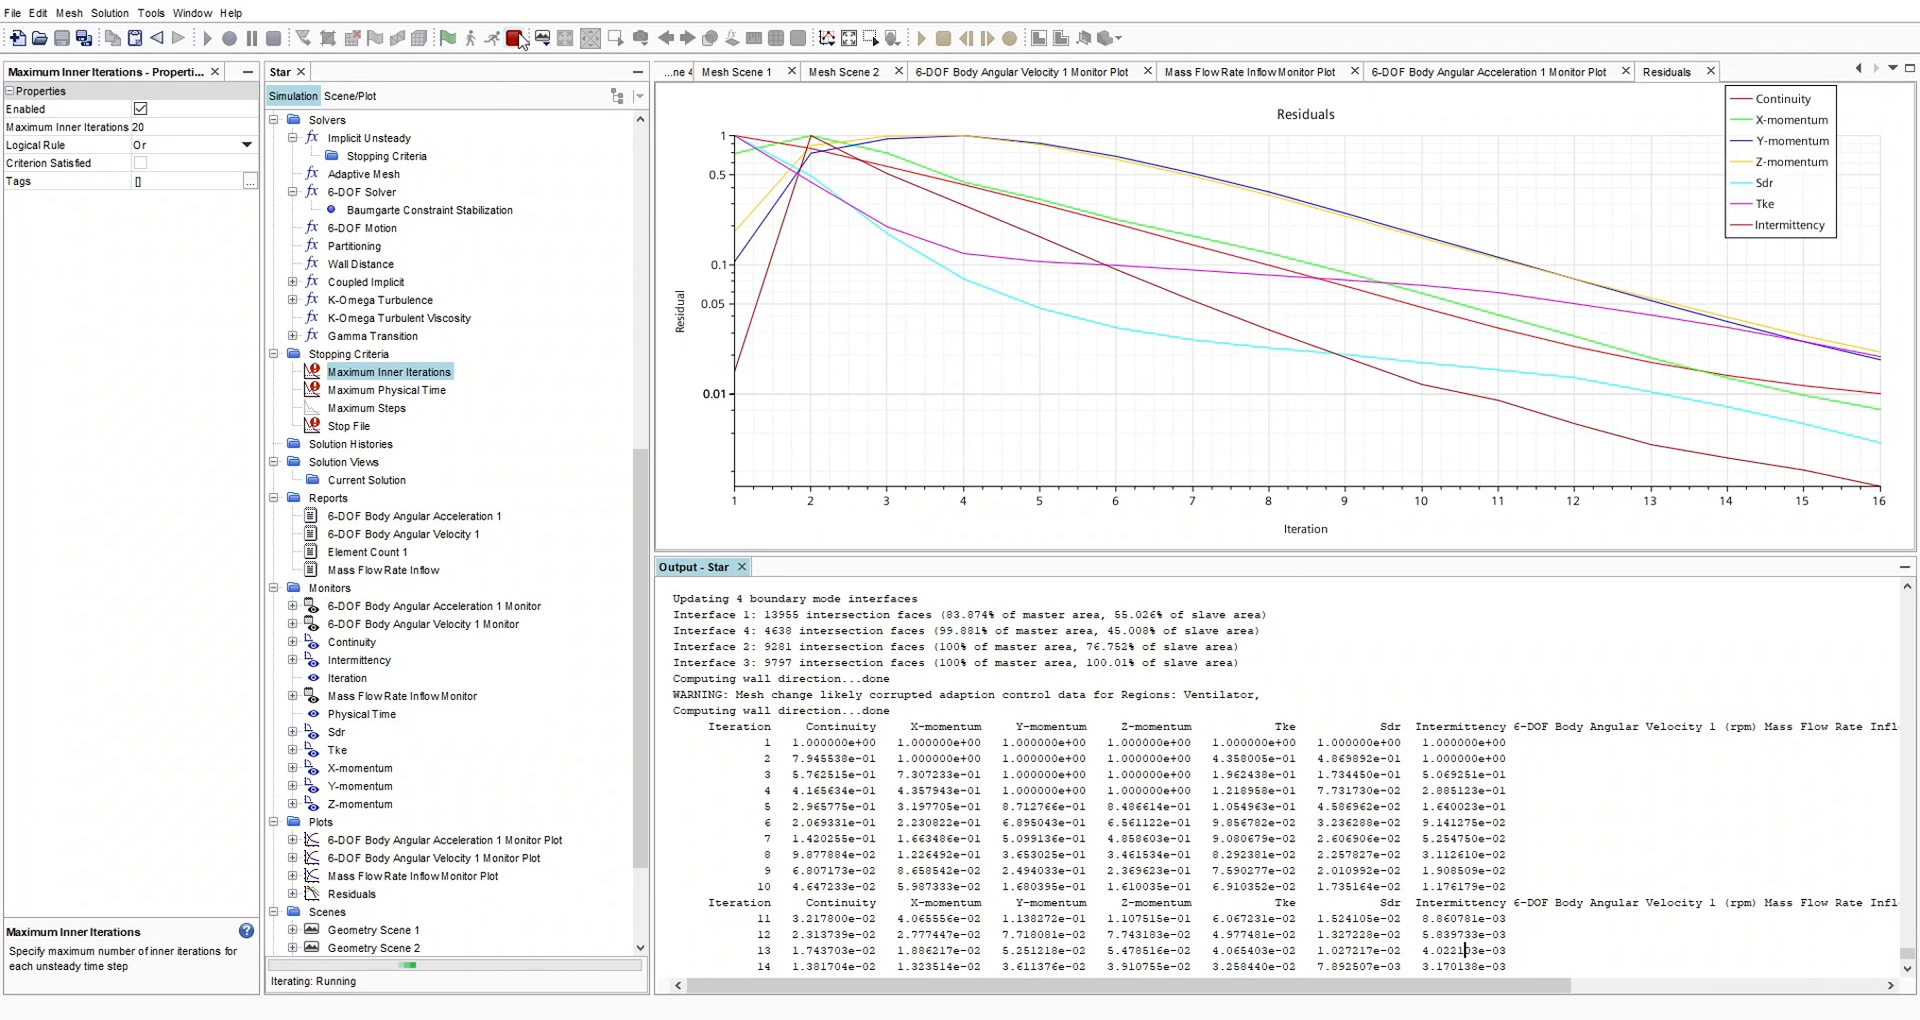 File Edit Mesh Solution Tools Window Help
Maximum Inner Iterations - Properti...
Properties
Enabled
Maximum Inner Iterations 20
Logical Rule Or
Criterion Satisfied
Tags []
...
Maximum Inner Iterations
Specify maximum number of inner iterations for
each unsteady time step
Star
Simulation Scene/Plot
Solvers
Implicit Unsteady
Stopping Criteria
Adaptive Mesh
6-DOF Solver
Baumgarte Constraint Stabilization
6-DOF Motion
Partitioning
Wall Distance
Coupled Implicit
K-Omega Turbulence
K-Omega Turbulent Viscosity
Gamma Transition
Stopping Criteria
Maximum Inner Iterations
Maximum Physical Time
Maximum Steps
Stop File
Solution Histories
Solution Views
Current Solution
Reports
6-DOF Body Angular Acceleration 1
6-DOF Body Angular Velocity 1
Element Count 1
Mass Flow Rate Inflow
Monitors
6-DOF Body Angular Acceleration 1 Monitor
6-DOF Body Angular Velocity 1 Monitor
Continuity
Intermittency
Iteration
Mass Flow Rate Inflow Monitor
Physical Time
Sdr
Tke
X-momentum
Y-momentum
Z-momentum
Plots
6-DOF Body Angular Acceleration 1 Monitor Plot
6-DOF Body Angular Velocity 1 Monitor Plot
Mass Flow Rate Inflow Monitor Plot
Residuals
Scenes
Geometry Scene 1
Geometry Scene 2
Iterating: Running
...ne 4 Mesh Scene 1 Mesh Scene 2 6-DOF Body Angular Velocity 1 Monitor Plot Mass Flow Rate Inflow Monitor Plot 6-DOF Body Angular Acceleration 1 Monitor Plot Residuals
Residuals
Continuity
X-momentum
Y-momentum
Z-momentum
Sdr
Tke
Intermittency
1
0.5
0.1
0.05
0.01
Residual
1 2 3 4 5 6 7 8 9 10 11 12 13 14 15 16
Iteration
Output - Star
Updating 4 boundary mode interfaces
Interface 1: 13955 intersection faces (83.874% of master area, 55.026% of slave area)
Interface 4: 4638 intersection faces (99.881% of master area, 45.008% of slave area)
Interface 2: 9281 intersection faces (100% of master area, 76.752% of slave area)
Interface 3: 9797 intersection faces (100% of master area, 100.01% of slave area)
Computing wall direction...done
WARNING: Mesh change likely corrupted adaption control data for Regions: Ventilator,
Computing wall direction...done
Iteration Continuity X-momentum Y-momentum Z-momentum Tke Sdr Intermittency 6-DOF Body Angular Velocity 1 (rpm) Mass Flow Rate Infl
1 1.000000e+00 1.000000e+00 1.000000e+00 1.000000e+00 1.000000e+00 1.000000e+00 1.000000e+00
2 7.945538e-01 1.000000e+00 1.000000e+00 1.000000e+00 4.358005e-01 4.869892e-01 1.000000e+00
3 5.762515e-01 7.307233e-01 1.000000e+00 1.000000e+00 1.962438e-01 1.734450e-01 5.069251e-01
4 4.165634e-01 4.357943e-01 1.000000e+00 1.000000e+00 1.218958e-01 7.731730e-02 2.885123e-01
5 2.965775e-01 3.197705e-01 8.712766e-01 8.486614e-01 1.054963e-01 4.586962e-02 1.640023e-01
6 2.069331e-01 2.230822e-01 6.895043e-01 6.561122e-01 9.856782e-02 3.236288e-02 9.141275e-02
7 1.420255e-01 1.663486e-01 5.099136e-01 4.858603e-01 9.080679e-02 2.606906e-02 5.254750e-02
8 9.877884e-02 1.226492e-01 3.653025e-01 3.461534e-01 8.292381e-02 2.257827e-02 3.112610e-02
9 6.807173e-02 8.658542e-02 2.494033e-01 2.369623e-01 7.590277e-02 2.010992e-02 1.908509e-02
10 4.647233e-02 5.987333e-02 1.680395e-01 1.610035e-01 6.910352e-02 1.735164e-02 1.176179e-02
Iteration Continuity X-momentum Y-momentum Z-momentum Tke Sdr Intermittency 6-DOF Body Angular Velocity 1 (rpm) Mass Flow Rate Infl
11 3.217800e-02 4.065556e-02 1.138272e-01 1.107515e-01 6.067231e-02 1.524105e-02 8.860781e-03
12 2.313739e-02 2.777447e-02 7.718081e-02 7.743183e-02 4.977481e-02 1.327228e-02 5.839733e-03
13 1.743703e-02 1.886217e-02 5.251218e-02 5.478516e-02 4.065403e-02 1.027217e-02
14 1.381704e-02 1.323514e-02 3.611376e-02 3.910755e-02 3.258440e-02 7.892507e-03 3.170138e-03